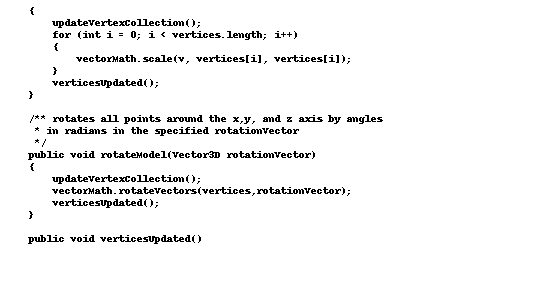 {
    updateVertexCollection();
    for (int i = 0; i < vertices.length; i++)
    {
        vectorMath.scale(v, vertices[i], vertices[i]);
    }
    verticesUpdated();
}

/** rotates all points around the x,y, and z axis by angles
 * in radians in the specified rotationVector
 */
public void rotateModel(Vector3D rotationVector)
{
    updateVertexCollection();
    vectorMath.rotateVectors(vertices,rotationVector);
    verticesUpdated();
}

public void verticesUpdated()